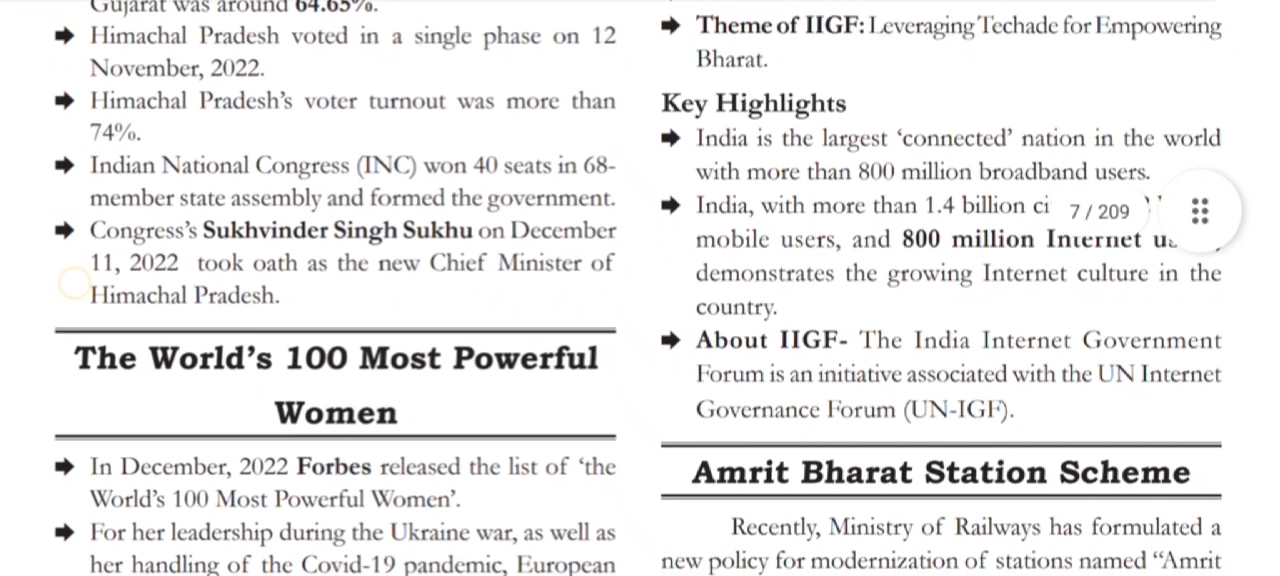 Gujarat was around 64.65%.
➡ Himachal Pradesh voted in a single phase on 12
November, 2022.
➡ Himachal Pradesh's voter turnout was more than
74%.
➡ Indian National Congress (INC) won 40 seats in 68-
member state assembly and formed the government.
➡ Congress's Sukhvinder Singh Sukhu on December
11, 2022 took oath as the new Chief Minister of
Himachal Pradesh.
The World's 100 Most Powerful
Women
➡ In December, 2022 Forbes released the list of 'the
World's 100 Most Powerful Women'.
➡ For her leadership during the Ukraine war, as well as
her handling of the Covid-19 pandemic, European
➡ Theme of IIGF: Leveraging Techade for Empowering
Bharat.
Key Highlights
➡ India is the largest 'connected' nation in the world
with more than 800 million broadband users.
➡ India, with more than 1.4 billion
7 / 209
mobile users, and 800 million Internet
demonstrates the growing Internet culture in the
country.
➡ About IIGF- The India Internet Government
Forum is an initiative associated with the UN Internet
Governance Forum (UN-IGF).
Amrit Bharat Station Scheme
Recently, Ministry of Railways has formulated a
new policy for modernization of stations named "Amrit